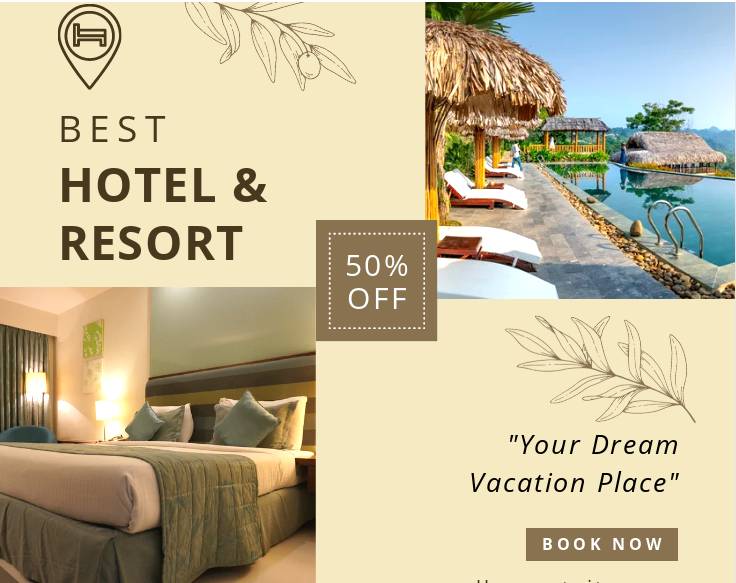 BEST
HOTEL &
RESORT
50%
OFF
"Your Dream
Vacation Place"
BOOK NOW